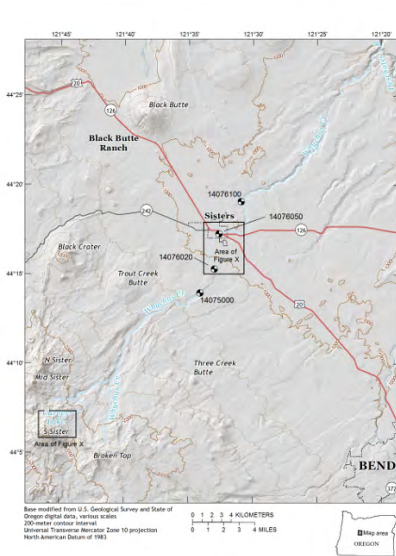 121°45' 121°40' 121°35' 121°30' 121°25' 121°20'
44°25'
44°20'
44°15'
44°10'
44°5'
20
126
Black Butte
Black Butte
Ranch
14076100
242
Sisters
14076050
126
Black Crater
14076020
Area of
Figure X
Trout Creek
Butte
14075000
20
Three Creek
Butte
N Sister
Mid Sister
S Sister
Area of Figure X
Broken Top
BEND
372
Base modified from U.S. Geological Survey and State of
Oregon digital data, various scales
200-meter contour interval
Universal Transverse Mercator Zone 10 projection
North American Datum of 1983
0 1 2 3 4 KILOMETERS
0 1 2 3 4 MILES
Map area
OREGON